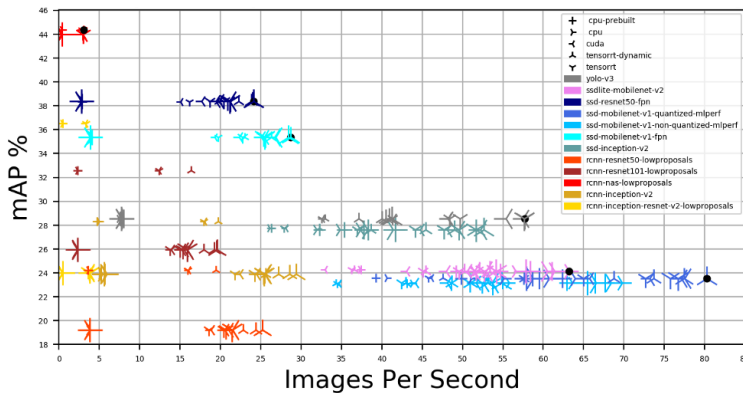 46
44
42
40
38
36
34
32
30
28
26
24
22
20
18
mAP %
0
5
10
15
20
25
30
35
40
45
50
55
60
65
70
75
80
85
Images Per Second
cpu-prebuilt
cpu
cuda
tensorrt-dynamic
tensorrt
yolo-v3
ssdlite-mobilenet-v2
ssd-resnet50-fpn
ssd-mobilenet-v1-quantized-mlperf
ssd-mobilenet-v1-non-quantized-mlperf
ssd-mobilenet-v1-fpn
ssd-inception-v2
rcnn-resnet50-lowproposals
rcnn-resnet101-lowproposals
rcnn-nas-lowproposals
rcnn-inception-v2
rcnn-inception-resnet-v2-lowproposals